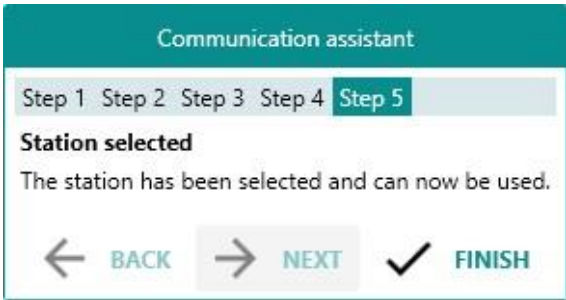 Communication assistant
Step 1 Step 2 Step 3 Step 4 Step 5
Station selected
The station has been selected and can now be used.
BACK NEXT FINISH